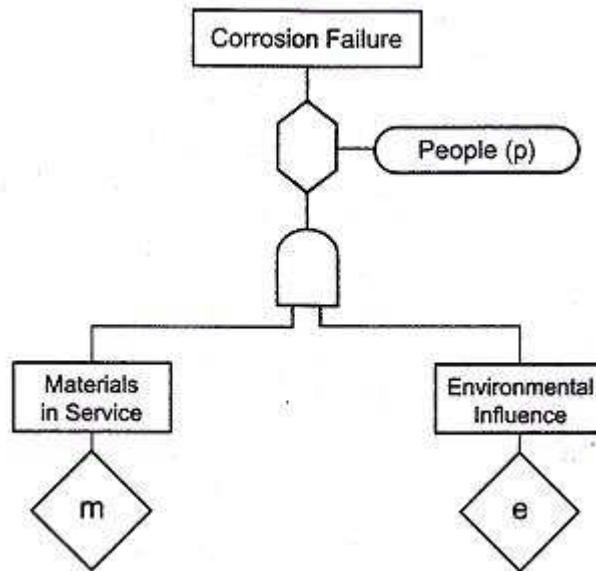 Corrosion Failure
People (p)
Materials
in Service
Environmental
Influence
m
e